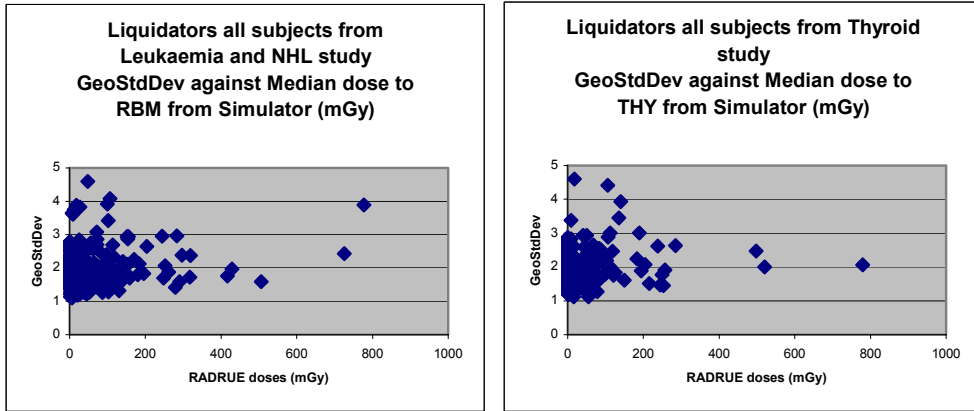 Liquidators all subjects from
Leukaemia and NHL study
GeoStdDev against Median dose to
RBM from Simulator (mGy)
5
4
3
2
1
0
GeoStdDev
0 200 400 600 800 1000
RADRUE doses (mGy)
Liquidators all subjects from Thyroid
study
GeoStdDev against Median dose to
THY from Simulator (mGy)
5
4
3
2
1
0
GeoStdDev
0 200 400 600 800 1000
RADRUE doses (mGy)